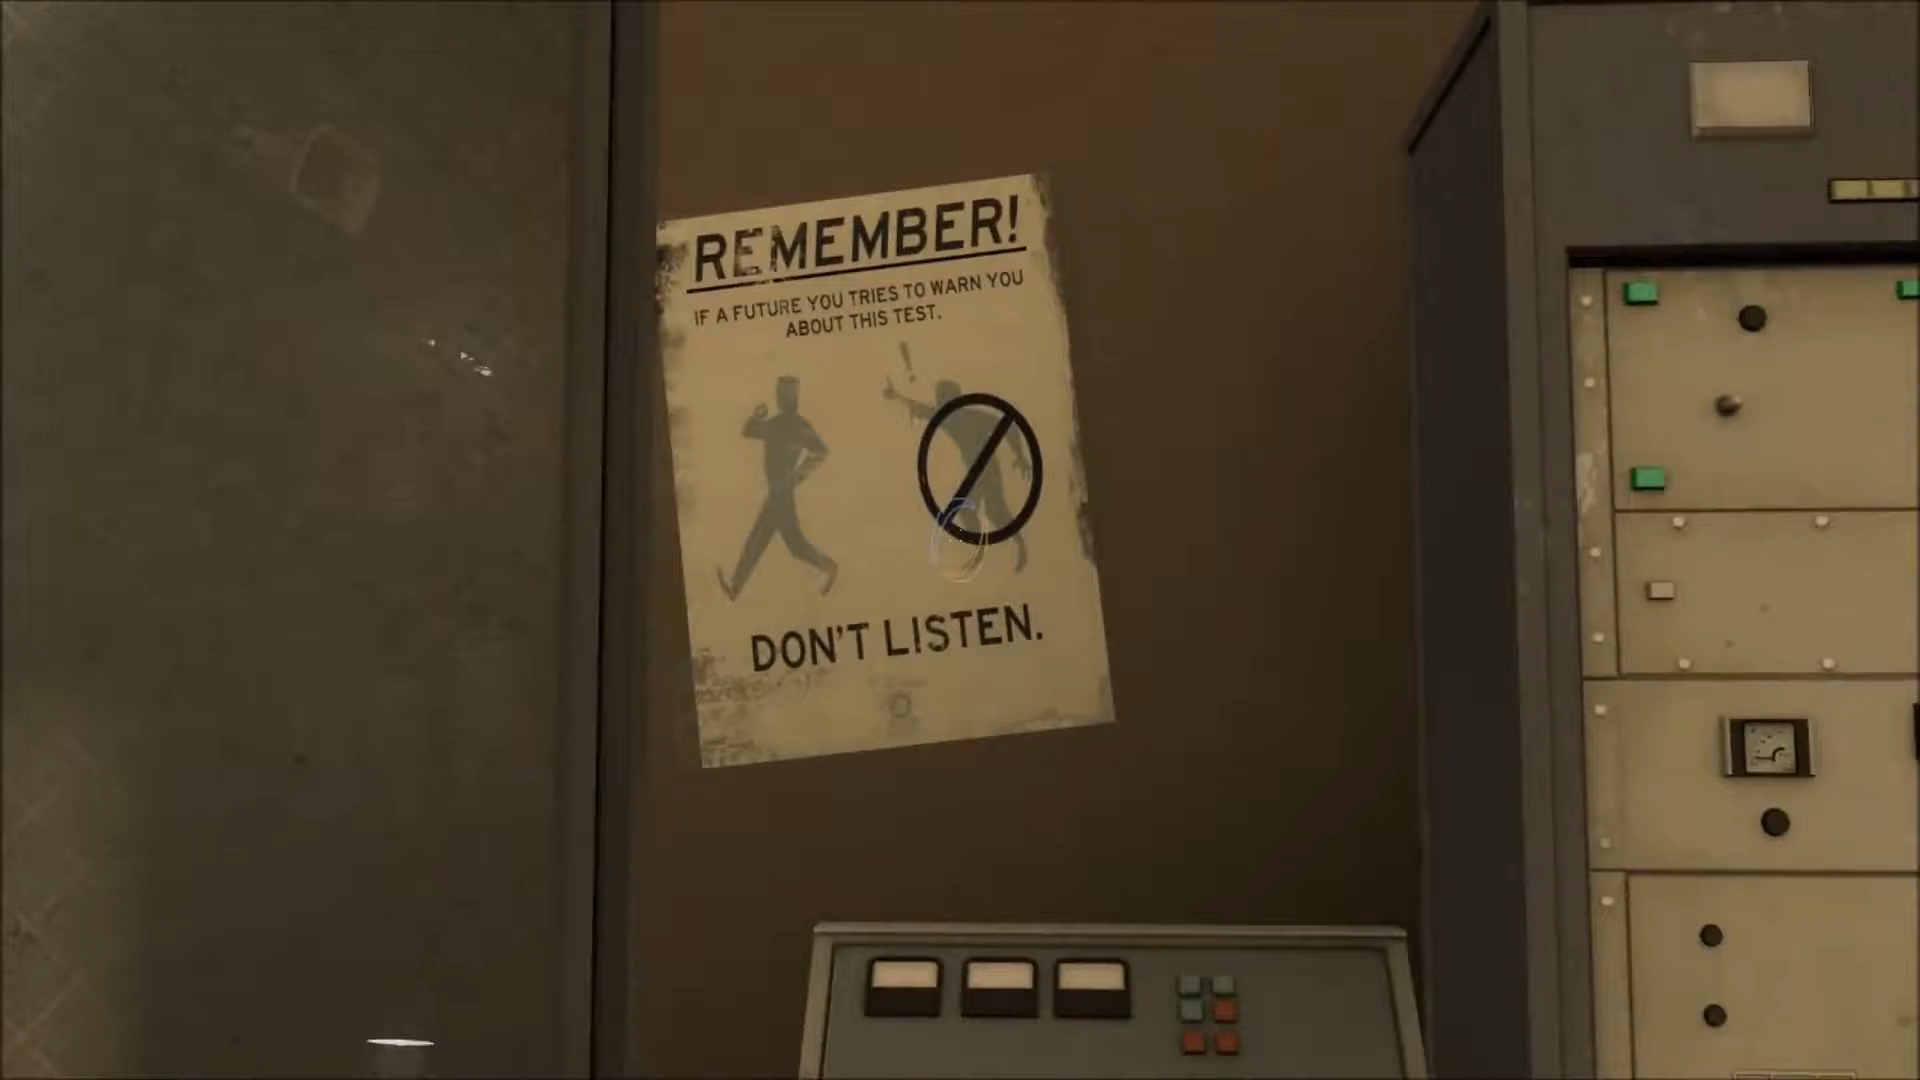 REMEMBER!
IF A FUTURE YOU TRIES TO WARN YOU
ABOUT THIS TEST.
DON'T LISTEN.